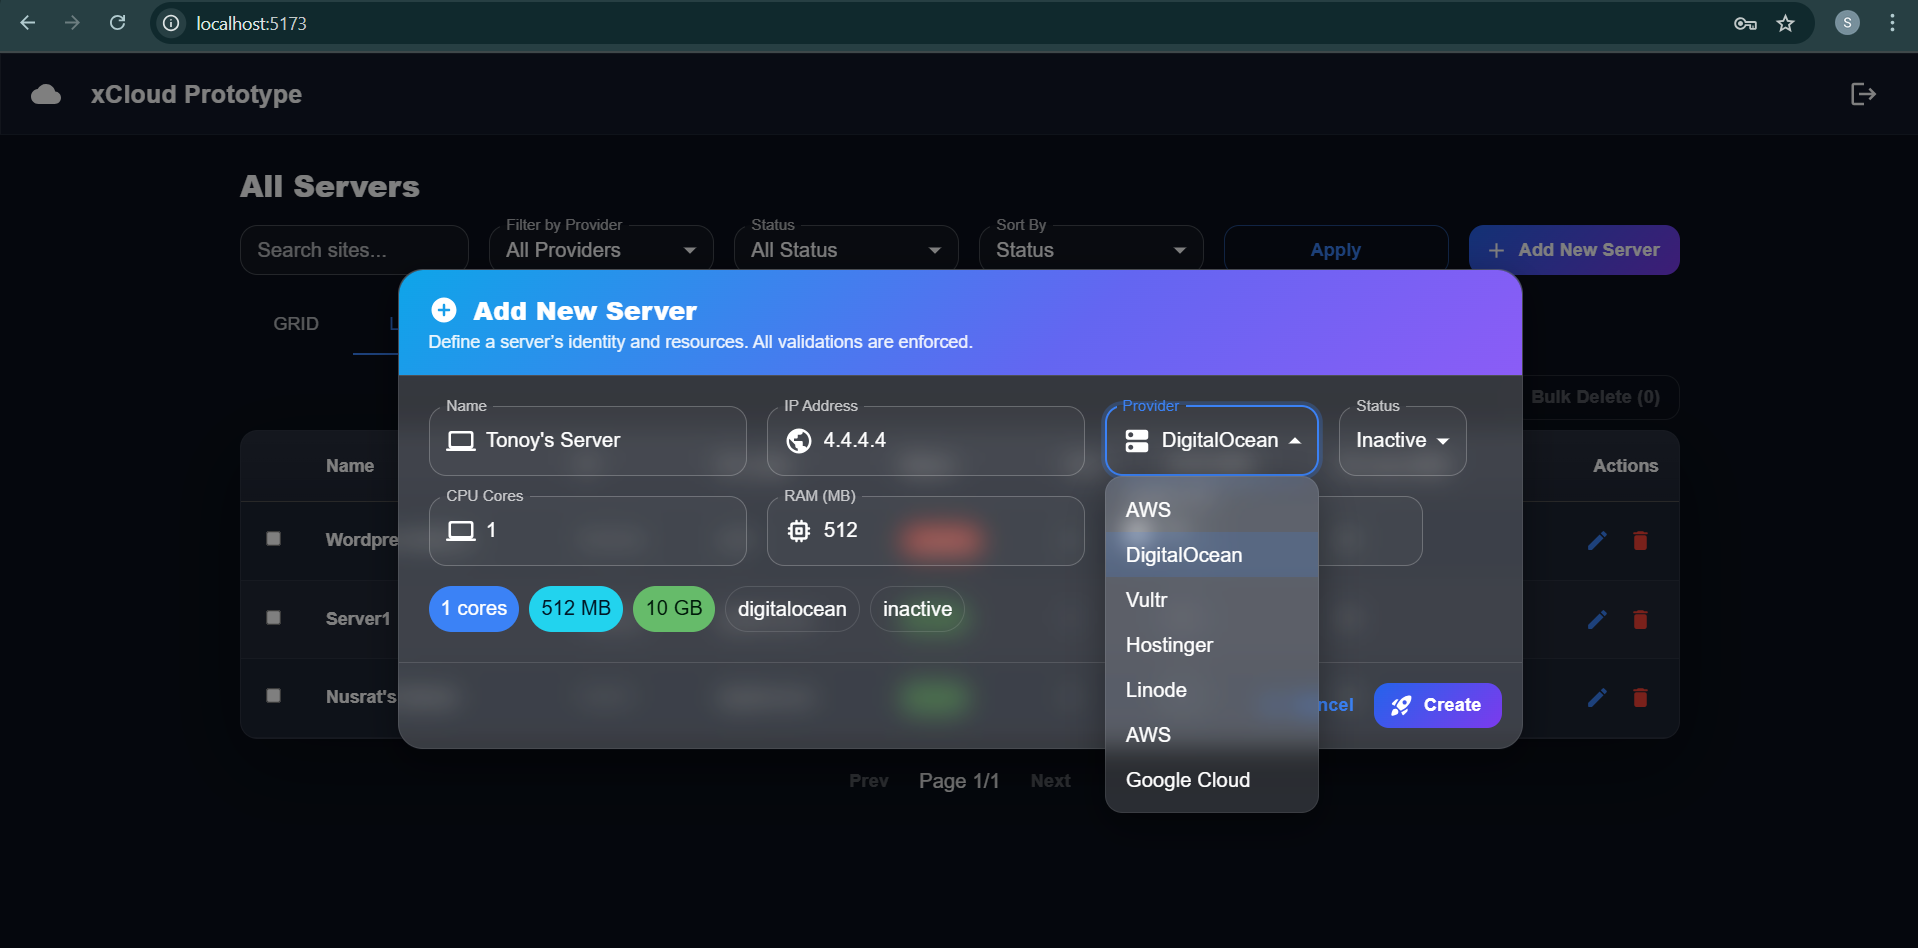 localhost:5173
S
xCloud Prototype
All Servers
Search sites...
Filter by Provider
All Providers
Status
All Status
Sort By
Status
Apply
+ Add New Server
GRID
Add New Server
Define a server’s identity and resources. All validations are enforced.
Bulk Delete (0)
Name
Tonoy's Server
IP Address
4.4.4.4
Provider
DigitalOcean
Status
Inactive
Name
Actions
CPU Cores
1
RAM (MB)
512
AWS
DigitalOcean
Vultr
Hostinger
Linode
AWS
Google Cloud
1 cores
512 MB
10 GB
digitalocean
inactive
Server1
Nusrat's
Create
Prev
Page 1/1
Next